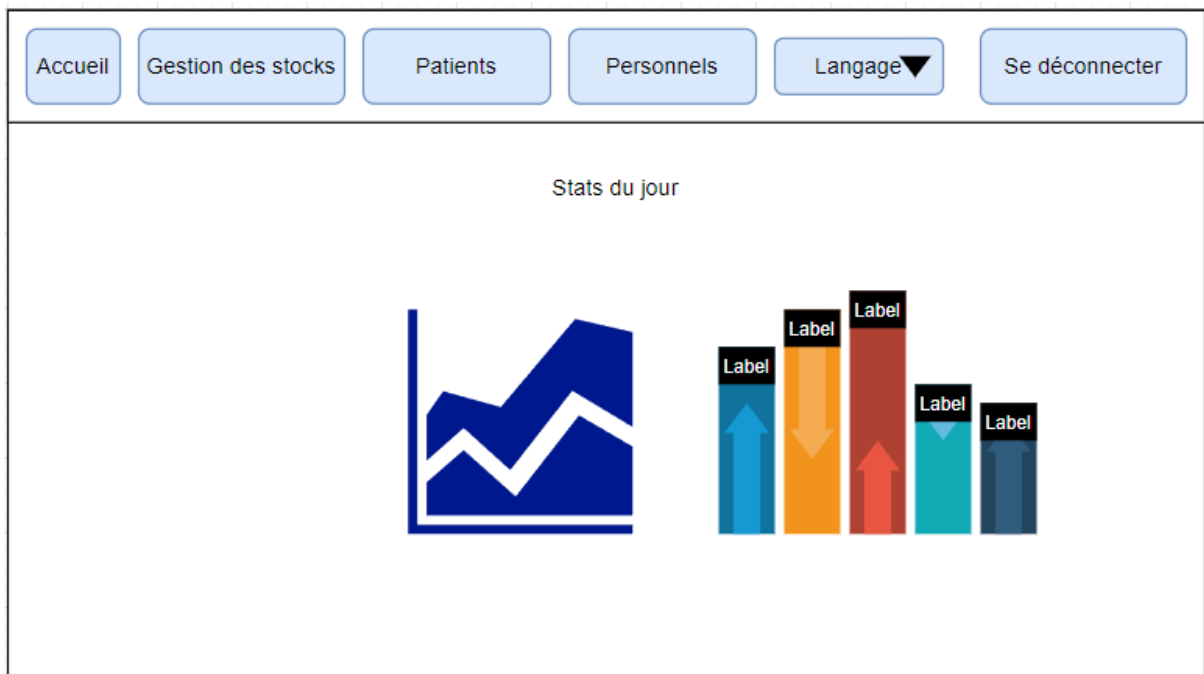 Accueil
Gestion des stocks
Patients
Personnels
Langage
Se déconnecter
Stats du jour
Label
Label
Label
Label
Label